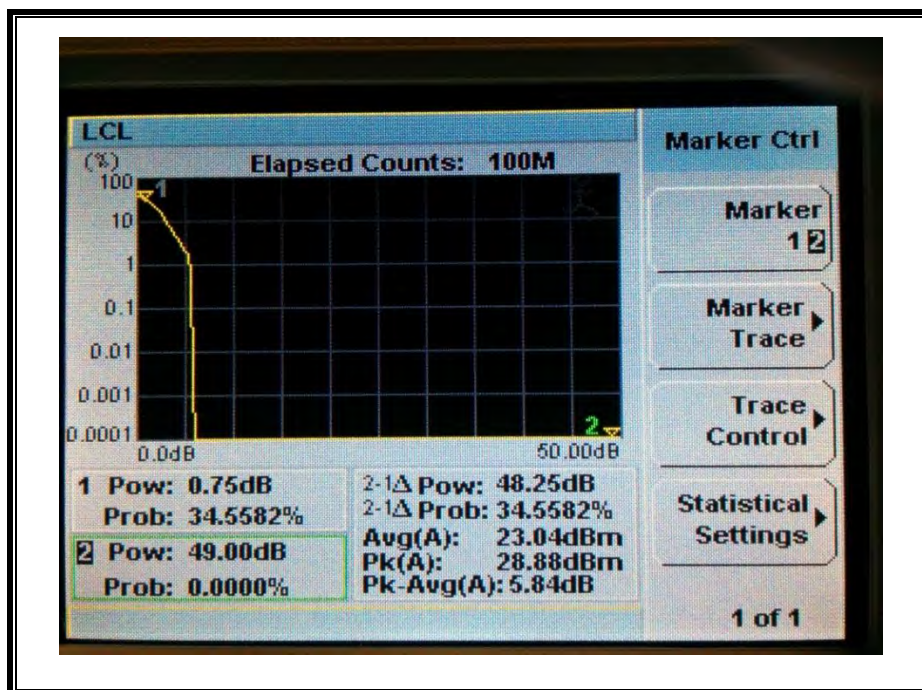 LCL
(%)
Elapsed Counts: 100M
100
1
10
1
0.1
0.01
0.001
0.0001
2
0.0dB
50.00dB
1 Pow: 0.75dB
Prob: 34.5582%
2 Pow: 49.00dB
Prob: 0.0000%
2-1Δ Pow: 48.25dB
2-1Δ Prob: 34.5582%
Avg(A): 23.04dBm
Pk(A): 28.88dBm
Pk-Avg(A): 5.84dB
Marker Ctrl
Marker
1 2
Marker
Trace
Trace
Control
Statistical
Settings
1 of 1